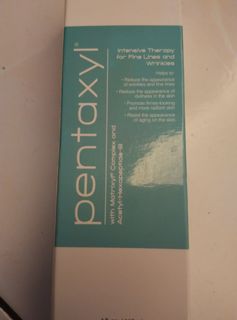 pentaxyl®
with Matrixyl® Complex and
Acetyl-Hexapeptide-8
Intensive Therapy
for Fine Lines and
Wrinkles
Helps to:
• Reduce the appearance
of wrinkles and fine lines
• Reduce the appearance of
dullness in the skin
• Promote firmer-looking
and more radiant skin
• Resist the appearance
of aging on the skin